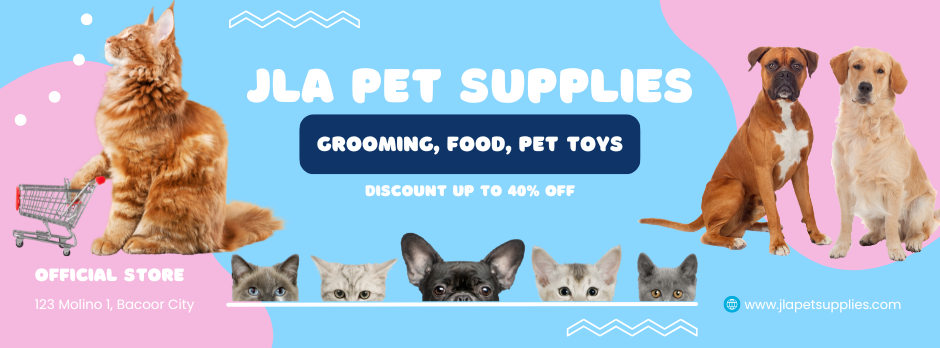 JLA PET SUPPLIES
GROOMING, FOOD, PET TOYS
DISCOUNT UP TO 40% OFF
OFFICIAL STORE
123 Molino 1, Bacoor City
www.jlapetsupplies.com